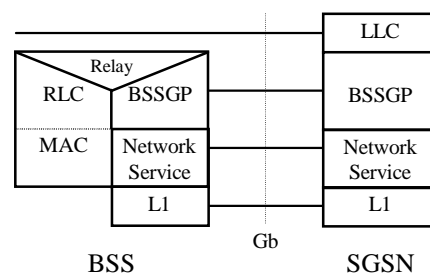 LLC
Relay
RLC
BSSGP
BSSGP
MAC
Network
Service
Network
Service
L1
L1
Gb
BSS
SGSN